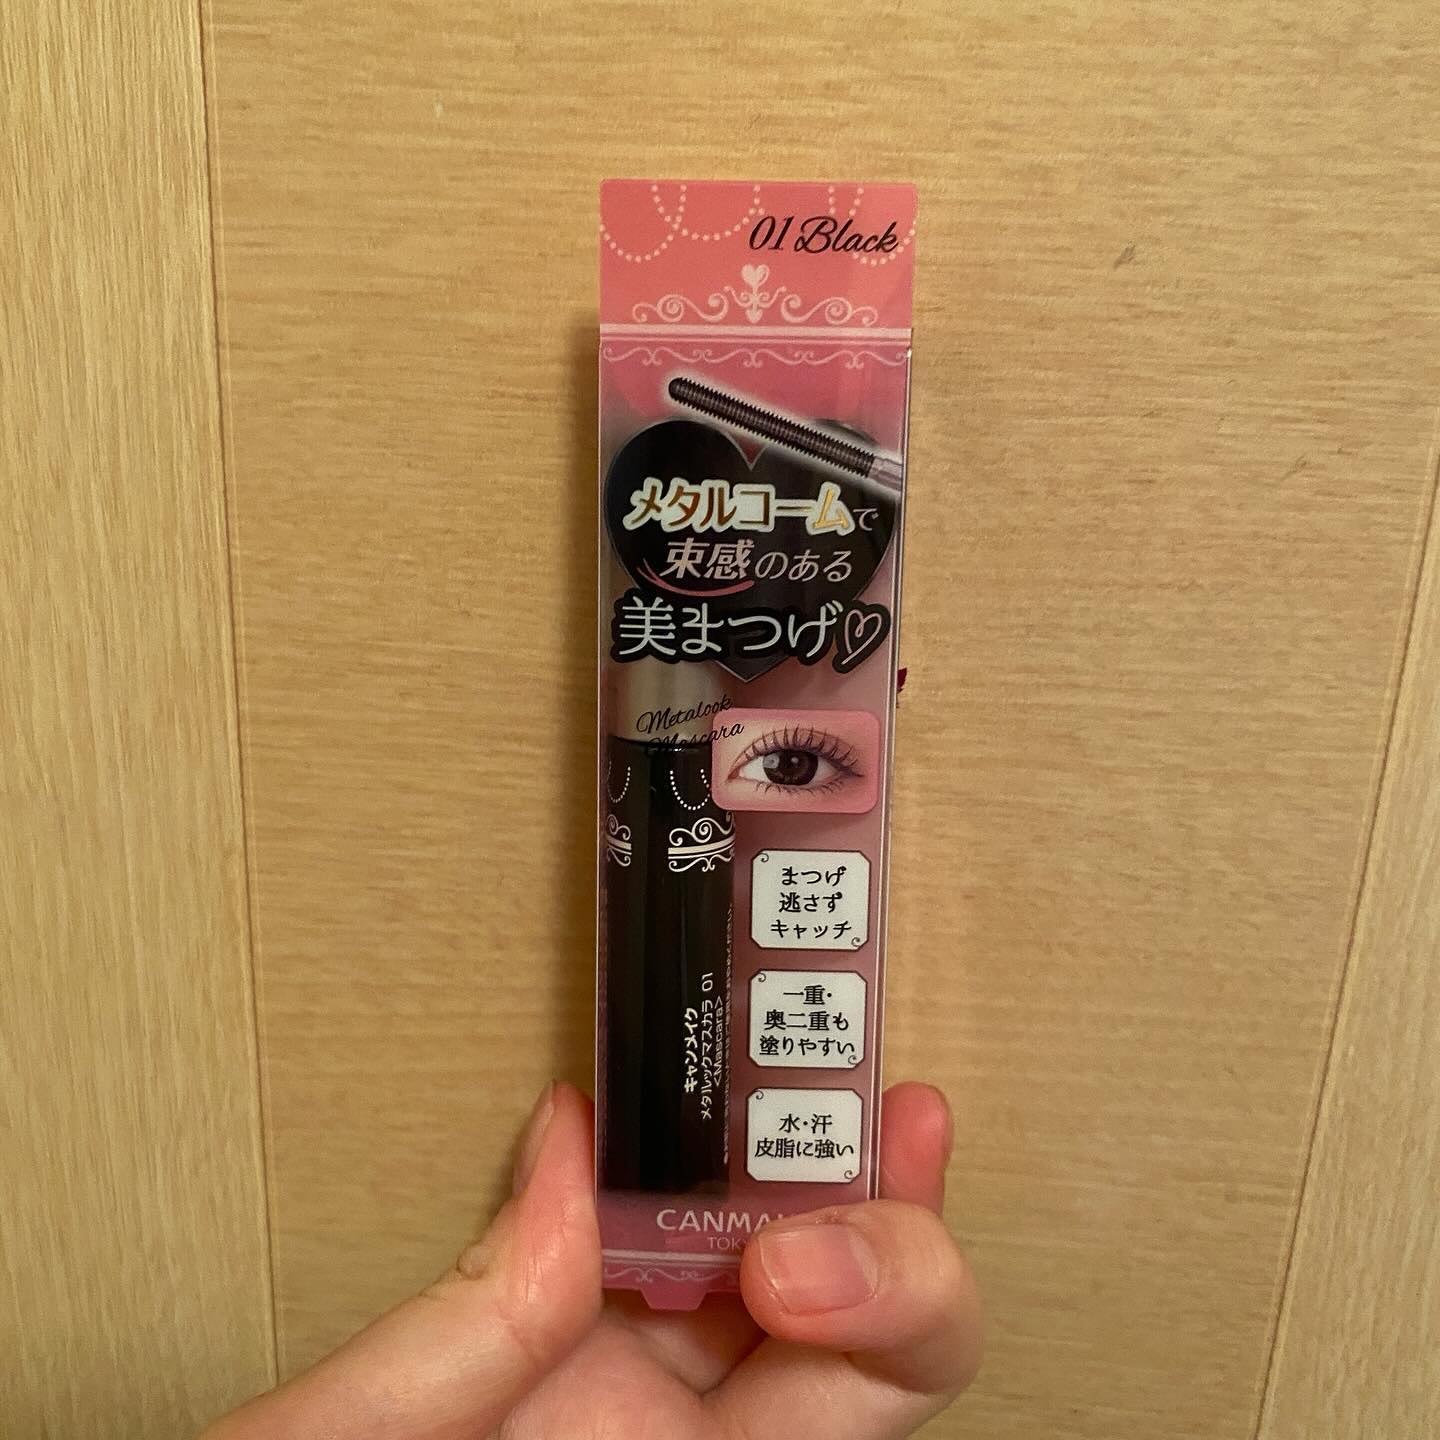 01 Black
メタルコームで
束感のある
美まつげ♡
Metalook
Mascara
まつげ
逃さず
キャッチ
一重・
奥二重も
塗りやすい
水・汗
皮脂に強い
キャンメイク
メタルックマスカラ 01
<Mascara>